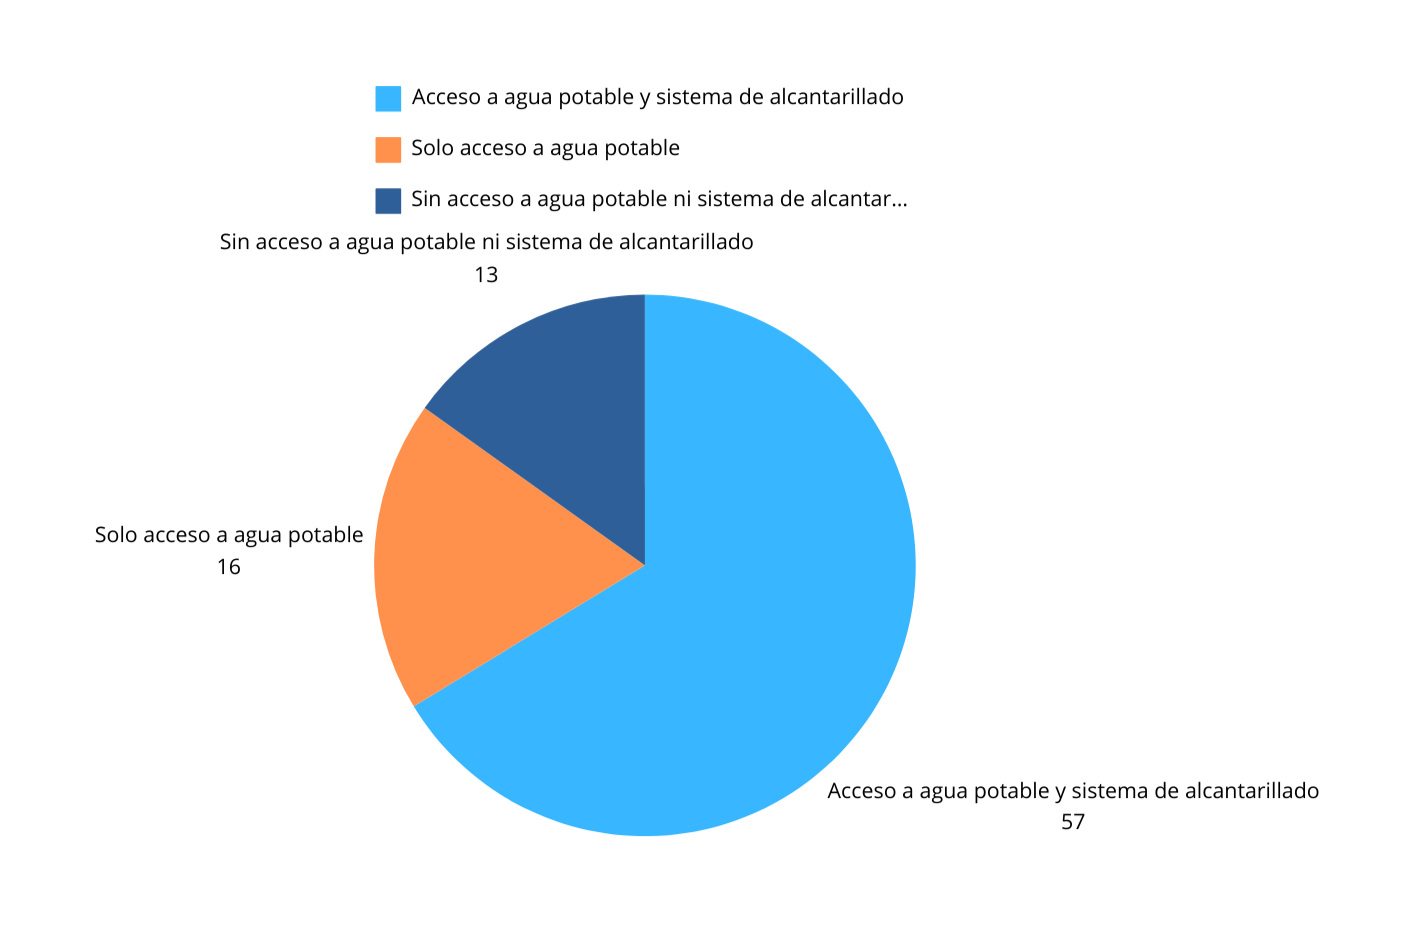 Acceso a agua potable y sistema de alcantarillado
Solo acceso a agua potable
Sin acceso a agua potable ni sistema de alcantar...
Sin acceso a agua potable ni sistema de alcantarillado
13
Solo acceso a agua potable
16
Acceso a agua potable y sistema de alcantarillado
57